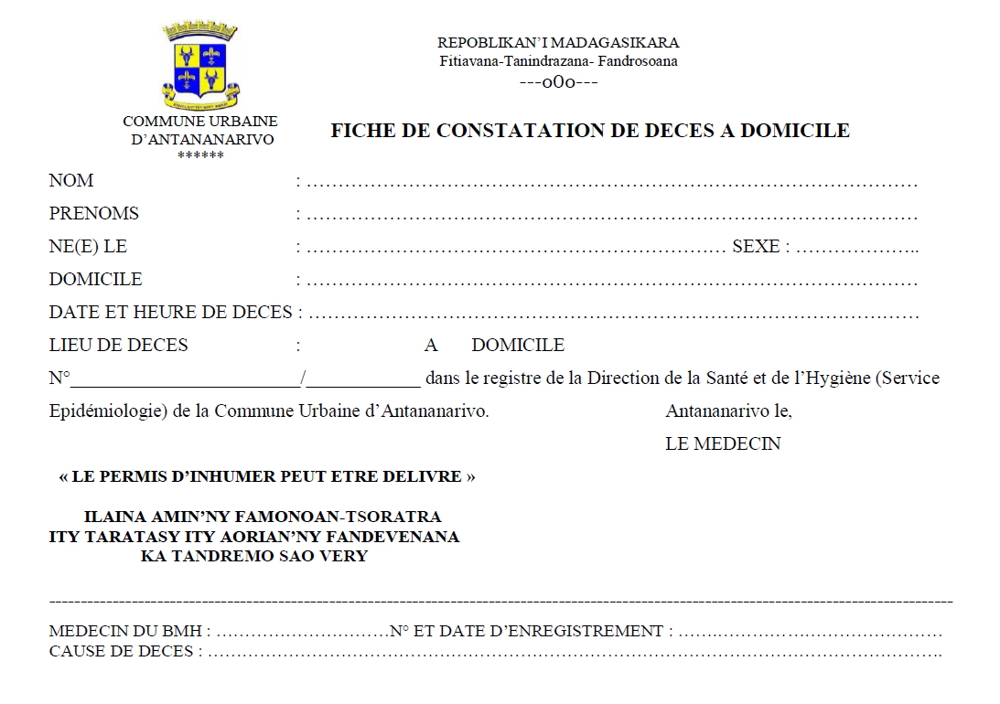 REPOBLIKAN’I MADAGASIKARA
Fitiavana-Tanindrazana- Fandrosoana
---oOo---
COMMUNE URBAINE
D’ANTANANARIVO
******
FICHE DE CONSTATATION DE DECES A DOMICILE
NOM : ……………………………………………………………………………………
PRENOMS : ……………………………………………………………………………………
NE(E) LE : ………………………………………………………… SEXE : ………………..
DOMICILE : ……………………………………………………………………………………
DATE ET HEURE DE DECES : ……………………………………………………………………………………
LIEU DE DECES : A DOMICILE
N°________________________/____________ dans le registre de la Direction de la Santé et de l’Hygiène (Service
Epidémiologie) de la Commune Urbaine d’Antananarivo. Antananarivo le,
LE MEDECIN
« LE PERMIS D’INHUMER PEUT ETRE DELIVRE »
ILAINA AMIN’NY FAMONOAN-TSORATRA
ITY TARATASY ITY AORIAN’NY FANDEVENANA
KA TANDREMO SAO VERY
MEDECIN DU BMH : …………………………N° ET DATE D’ENREGISTREMENT : ………………………………………
CAUSE DE DECES : ……………………………………………………………………………………………………………….